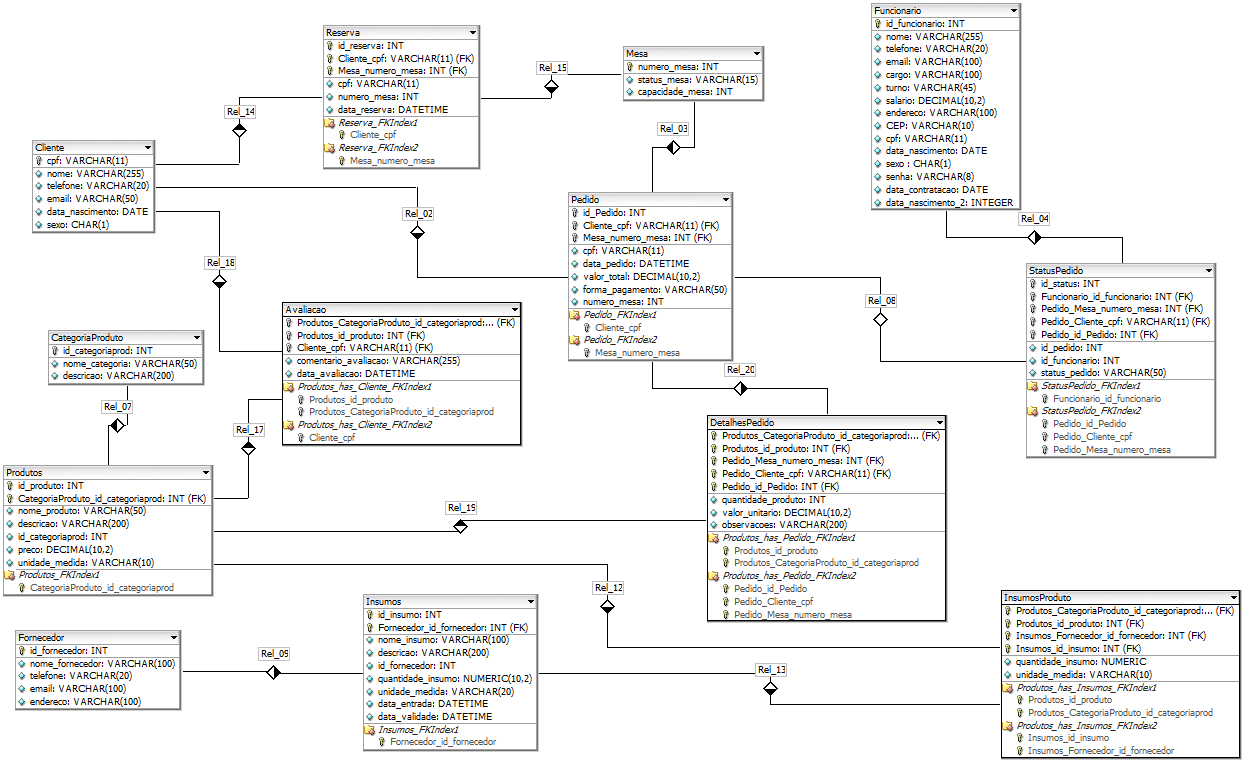 Reserva
id_reserva: INT
Cliente_cpf: VARCHAR(11) (FK)
Mesa_numero_mesa: INT (FK)
cpf: VARCHAR(11)
numero_mesa: INT
data_reserva: DATETIME
Reserva_FKIndex1
Cliente_cpf
Reserva_FKIndex2
Mesa_numero_mesa
Rel_15
Mesa
numero_mesa: INT
status_mesa: VARCHAR(15)
capacidade_mesa: INT
Funcionario
id_funcionario: INT
nome: VARCHAR(255)
telefone: VARCHAR(20)
email: VARCHAR(100)
cargo: VARCHAR(100)
turno: VARCHAR(45)
salario: DECIMAL(10,2)
endereco: VARCHAR(100)
CEP: VARCHAR(10)
cpf: VARCHAR(11)
data_nascimento: DATE
sexo : CHAR(1)
senha: VARCHAR(8)
data_contratacao: DATE
data_nascimento_2: INTEGER
Rel_14
Rel_03
Cliente
cpf: VARCHAR(11)
nome: VARCHAR(255)
telefone: VARCHAR(20)
email: VARCHAR(50)
data_nascimento: DATE
sexo: CHAR(1)
Rel_02
Rel_18
Pedido
id_Pedido: INT
Cliente_cpf: VARCHAR(11) (FK)
Mesa_numero_mesa: INT (FK)
cpf: VARCHAR(11)
data_pedido: DATETIME
valor_total: DECIMAL(10,2)
forma_pagamento: VARCHAR(50)
numero_mesa: INT
Pedido_FKIndex1
Cliente_cpf
Pedido_FKIndex2
Mesa_numero_mesa
Rel_04
Rel_08
StatusPedido
id_status: INT
Funcionario_id_funcionario: INT (FK)
Pedido_Mesa_numero_mesa: INT (FK)
Pedido_Cliente_cpf: VARCHAR(11) (FK)
Pedido_id_Pedido: INT (FK)
id_pedido: INT
id_funcionario: INT
status_pedido: VARCHAR(50)
StatusPedido_FKIndex1
Funcionario_id_funcionario
StatusPedido_FKIndex2
Pedido_id_Pedido
Pedido_Cliente_cpf
Pedido_Mesa_numero_mesa
Avaliacao
Produtos_CategoriaProduto_id_categoriaprod:... (FK)
Produtos_id_produto: INT (FK)
Cliente_cpf: VARCHAR(11) (FK)
comentario_avaliacao: VARCHAR(255)
data_avaliacao: DATETIME
Produtos_has_Cliente_FKIndex1
Produtos_id_produto
Produtos_CategoriaProduto_id_categoriaprod
Produtos_has_Cliente_FKIndex2
Cliente_cpf
CategoriaProduto
id_categoriaprod: INT
nome_categoria: VARCHAR(50)
descricao: VARCHAR(200)
Rel_07
Rel_17
Rel_20
DetalhesPedido
Produtos_CategoriaProduto_id_categoriaprod:... (FK)
Produtos_id_produto: INT (FK)
Pedido_Mesa_numero_mesa: INT (FK)
Pedido_Cliente_cpf: VARCHAR(11) (FK)
Pedido_id_Pedido: INT (FK)
quantidade_produto: INT
valor_unitario: DECIMAL(10,2)
observacoes: VARCHAR(200)
Produtos_has_Pedido_FKIndex1
Produtos_id_produto
Produtos_CategoriaProduto_id_categoriaprod
Produtos_has_Pedido_FKIndex2
Pedido_id_Pedido
Pedido_Cliente_cpf
Pedido_Mesa_numero_mesa
Produtos
id_produto: INT
CategoriaProduto_id_categoriaprod: INT (FK)
nome_produto: VARCHAR(50)
descricao: VARCHAR(200)
id_categoriaprod: INT
preco: DECIMAL(10,2)
unidade_medida: VARCHAR(10)
Produtos_FKIndex1
CategoriaProduto_id_categoriaprod
Rel_19
Rel_12
Insumos
id_insumo: INT
Fornecedor_id_fornecedor: INT (FK)
nome_insumo: VARCHAR(100)
descricao: VARCHAR(200)
id_fornecedor: INT
quantidade_insumo: NUMERIC(10,2)
unidade_medida: VARCHAR(20)
data_entrada: DATETIME
data_validade: DATETIME
Insumos_FKIndex1
Fornecedor_id_fornecedor
Fornecedor
id_fornecedor: INT
nome_fornecedor: VARCHAR(100)
telefone: VARCHAR(20)
email: VARCHAR(100)
endereco: VARCHAR(100)
Rel_09
Rel_13
InsumosProduto
Produtos_CategoriaProduto_id_categoriaprod:... (FK)
Produtos_id_produto: INT (FK)
Insumos_Fornecedor_id_fornecedor: INT (FK)
Insumos_id_insumo: INT (FK)
quantidade_insumo: NUMERIC
unidade_medida: VARCHAR(10)
Produtos_has_Insumos_FKIndex1
Produtos_id_produto
Produtos_CategoriaProduto_id_categoriaprod
Produtos_has_Insumos_FKIndex2
Insumos_id_insumo
Insumos_Fornecedor_id_fornecedor